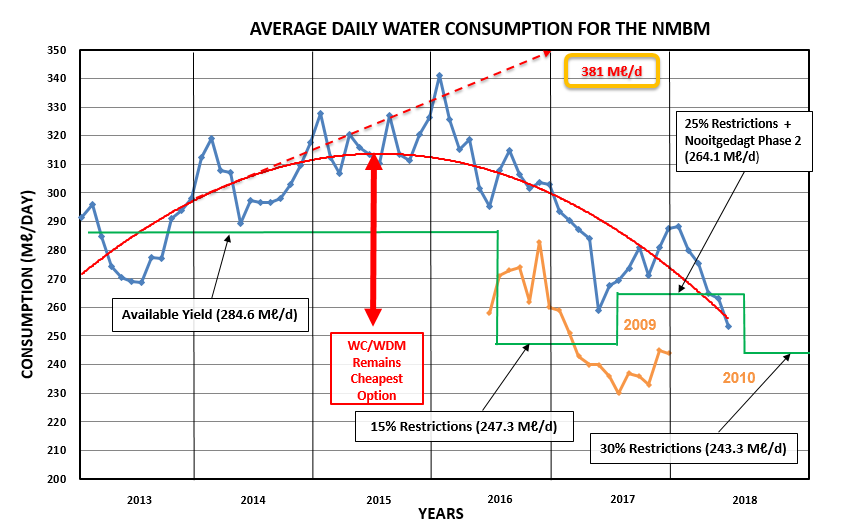 AVERAGE DAILY WATER CONSUMPTION FOR THE NMBM
350
340
330
320
310
300
290
280
270
260
250
240
230
220
210
200
CONSUMPTION (Mℓ/DAY)
381 Mℓ/d
25% Restrictions +
Nooitgedagt Phase 2
(264.1 Mℓ/d)
Available Yield (284.6 Mℓ/d)
WC/WDM
Remains
Cheapest
Option
2009
2010
15% Restrictions (247.3 Mℓ/d)
30% Restrictions (243.3 Mℓ/d)
2013
2014
2015
2016
2017
2018
YEARS